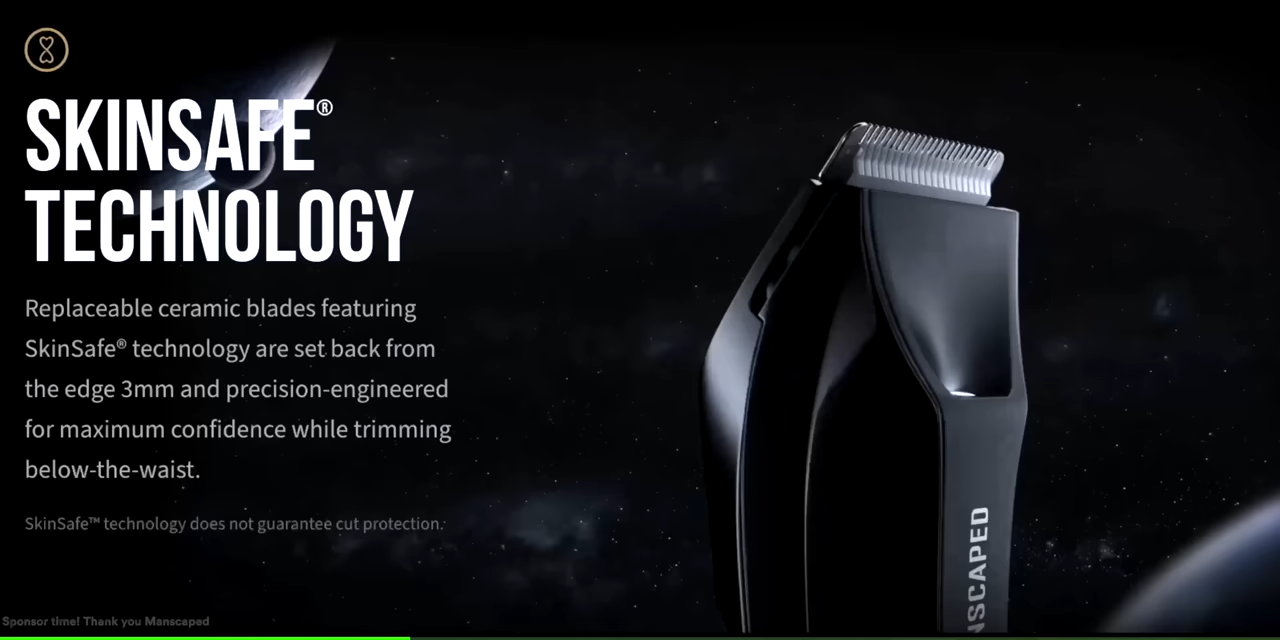 SKINSAFE®
TECHNOLOGY
Replaceable ceramic blades featuring
SkinSafe® technology are set back from
the edge 3mm and precision-engineered
for maximum confidence while trimming
below-the-waist.
SkinSafe™ technology does not guarantee cut protection.
NSCAPED
Sponsor time! Thank you Manscaped